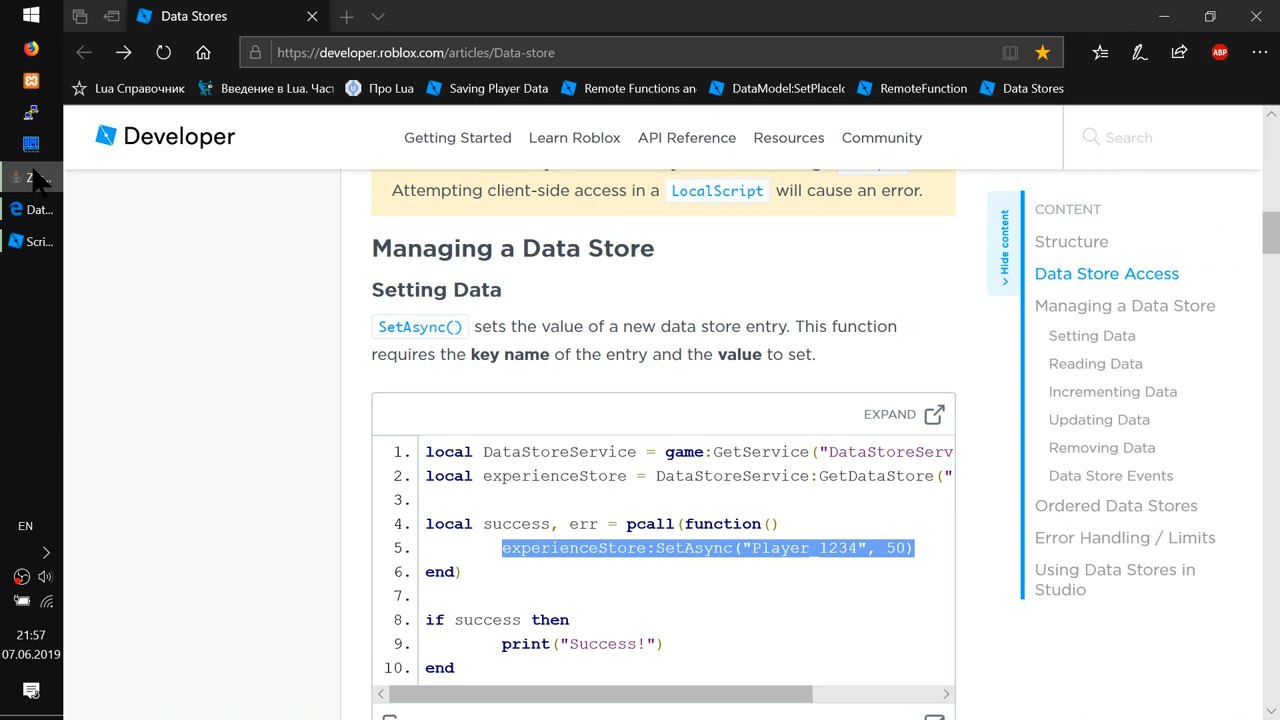 Data Stores
https://developer.roblox.com/articles/Data-store
ABP
Lua Справочник
Введение в Lua. Час
Про Lua
Saving Player Data
Remote Functions an
DataModel:SetPlace
RemoteFunction
Data Stores
Z...
Dat...
Scri...
EN
21:57
07.06.2019
Developer
Getting Started
Learn Roblox
API Reference
Resources
Community
Search
Attempting client-side access in a LocalScript will cause an error.
Managing a Data Store
Setting Data
SetAsync() sets the value of a new data store entry. This function
requires the key name of the entry and the value to set.
EXPAND
1. local DataStoreService = game:GetService("DataStoreServ
2. local experienceStore = DataStoreService:GetDataStore("
3.
4. local success, err = pcall(function()
5. experienceStore:SetAsync("Player_1234", 50)
6. end)
7.
8. if success then
9. print("Success!")
10. end
Hide content
CONTENT
Structure
Data Store Access
Managing a Data Store
Setting Data
Reading Data
Incrementing Data
Updating Data
Removing Data
Data Store Events
Ordered Data Stores
Error Handling / Limits
Using Data Stores in
Studio